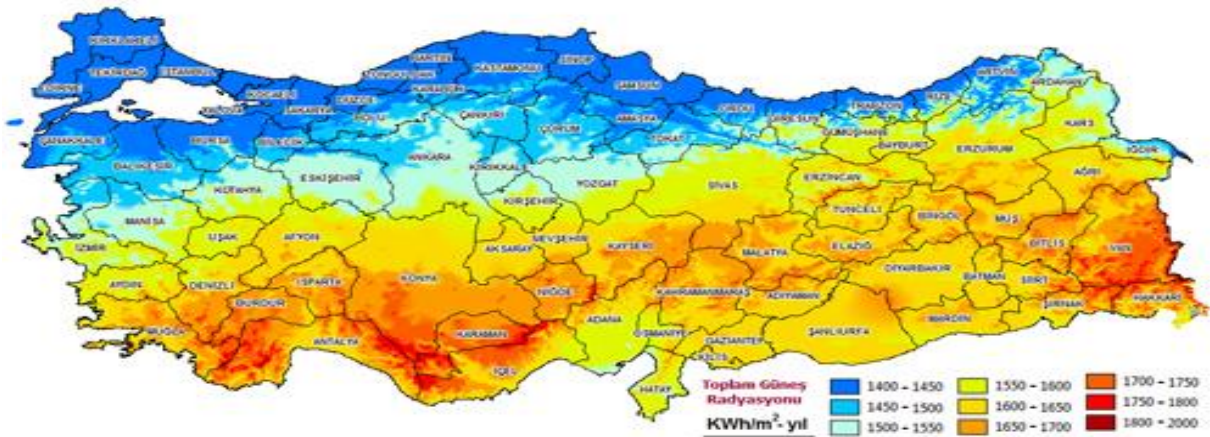 KIRKLARELİ
EDİRNE
TEKİRDAĞ
İSTANBUL
KOCAELİ
YALOVA
SAKARYA
DÜZCE
ZONGULDAK
BARTIN
KARABÜK
KASTAMONU
SİNOP
SAMSUN
ORDU
GİRESUN
TRABZON
RİZE
ARTVİN
ARDAHAN
ÇANAKKALE
BALIKESİR
BURSA
BİLECİK
BOLU
ÇANKIRI
ÇORUM
AMASYA
TOKAT
GÜMÜŞHANE
BAYBURT
ERZURUM
KARS
IĞDIR
KÜTAHYA
ESKİŞEHİR
ANKARA
KIRIKKALE
KIRŞEHİR
YOZGAT
SİVAS
ERZİNCAN
TUNCELİ
BİNGÖL
MUŞ
AĞRI
MANİSA
İZMİR
UŞAK
AFYON
AKSARAY
NEVŞEHİR
KAYSERİ
MALATYA
ELAZIĞ
DİYARBAKIR
BATMAN
BİTLİS
SİİRT
VAN
AYDIN
DENİZLİ
BURDUR
ISPARTA
KONYA
NİĞDE
KAHRAMANMARAŞ
ADIYAMAN
ŞIRNAK
HAKKARİ
MUĞLA
ANTALYA
KARAMAN
İÇEL
ADANA
OSMANİYE
GAZİANTEP
KİLİS
HATAY
ŞANLIURFA
MARDİN
Toplam Güneş
Radyasyonu
KWh/m²- yıl
1400 - 1450
1450 - 1500
1500 - 1550
1550 - 1600
1600 - 1650
1650 - 1700
1700 - 1750
1750 - 1800
1800 - 2000